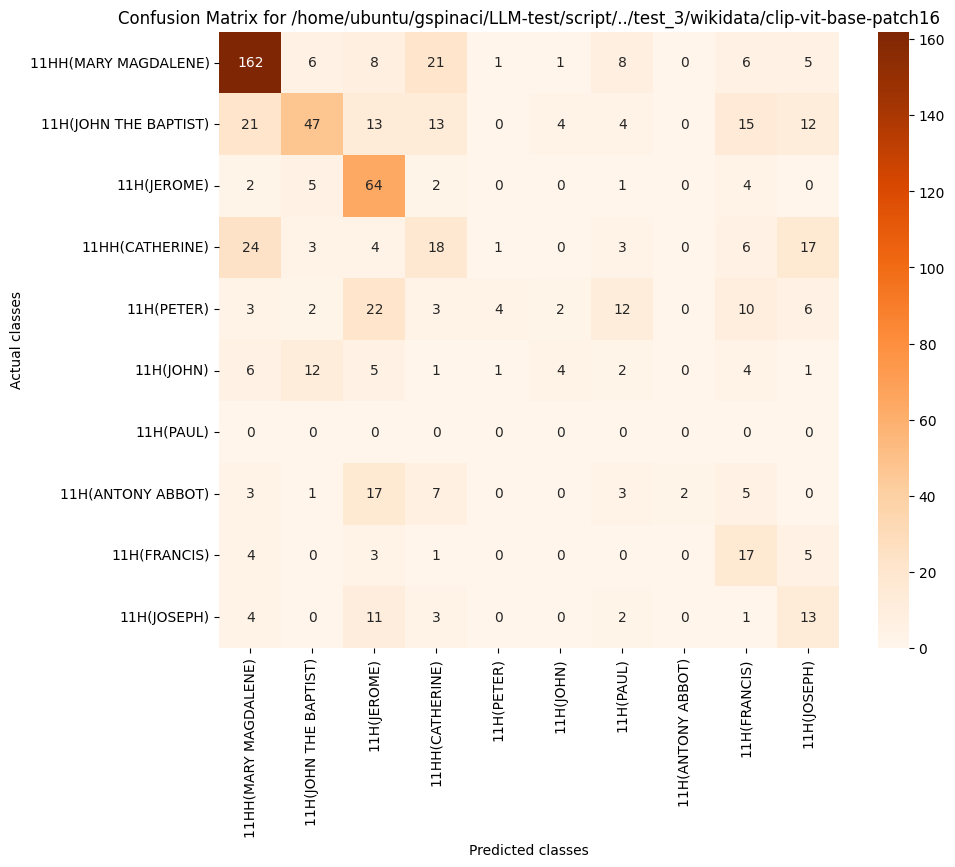 Confusion Matrix for /home/ubuntu/gspinaci/LLM-test/script/../test_3/wikidata/clip-vit-base-patch16
11HH(MARY MAGDALENE) 162 6 8 21 1 1 8 0 6 5
11H(JOHN THE BAPTIST) 21 47 13 13 0 4 4 0 15 12
11H(JEROME) 2 5 64 2 0 0 1 0 4 0
11HH(CATHERINE) 24 3 4 18 1 0 3 0 6 17
11H(PETER) 3 2 22 3 4 2 12 0 10 6
11H(JOHN) 6 12 5 1 1 4 2 0 4 1
11H(PAUL) 0 0 0 0 0 0 0 0 0 0
11H(ANTONY ABBOT) 3 1 17 7 0 0 3 2 5 0
11H(FRANCIS) 4 0 3 1 0 0 0 0 17 5
11H(JOSEPH) 4 0 11 3 0 0 2 0 1 13
Actual classes
11HH(MARY MAGDALENE)
11H(JOHN THE BAPTIST)
11H(JEROME)
11HH(CATHERINE)
11H(PETER)
11H(JOHN)
11H(PAUL)
11H(ANTONY ABBOT)
11H(FRANCIS)
11H(JOSEPH)
Predicted classes
160
140
120
100
80
60
40
20
0